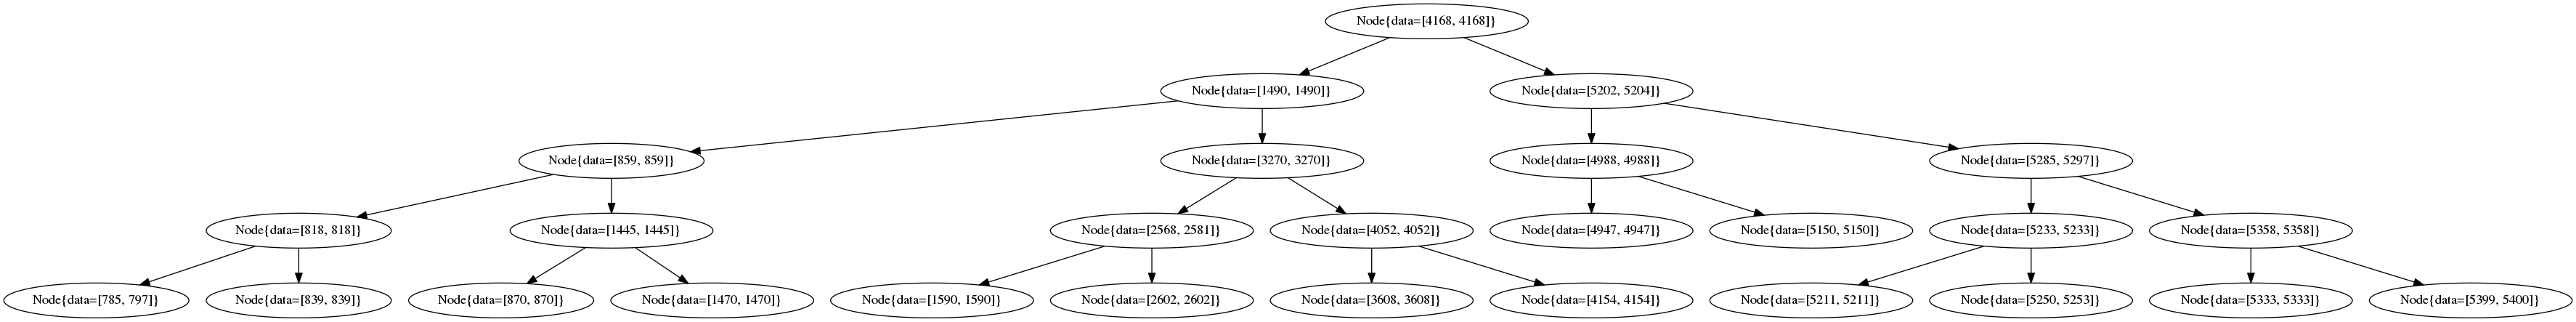 Node{data=[4168, 4168]}
Node{data=[1490, 1490]}
Node{data=[5202, 5204]}
Node{data=[859, 859]}
Node{data=[3270, 3270]}
Node{data=[4988, 4988]}
Node{data=[5285, 5297]}
Node{data=[818, 818]}
Node{data=[1445, 1445]}
Node{data=[2568, 2581]}
Node{data=[4052, 4052]}
Node{data=[4947, 4947]}
Node{data=[5150, 5150]}
Node{data=[5233, 5233]}
Node{data=[5358, 5358]}
Node{data=[785, 797]}
Node{data=[839, 839]}
Node{data=[870, 870]}
Node{data=[1470, 1470]}
Node{data=[1590, 1590]}
Node{data=[2602, 2602]}
Node{data=[3608, 3608]}
Node{data=[4154, 4154]}
Node{data=[5211, 5211]}
Node{data=[5250, 5253]}
Node{data=[5333, 5333]}
Node{data=[5399, 5400]}